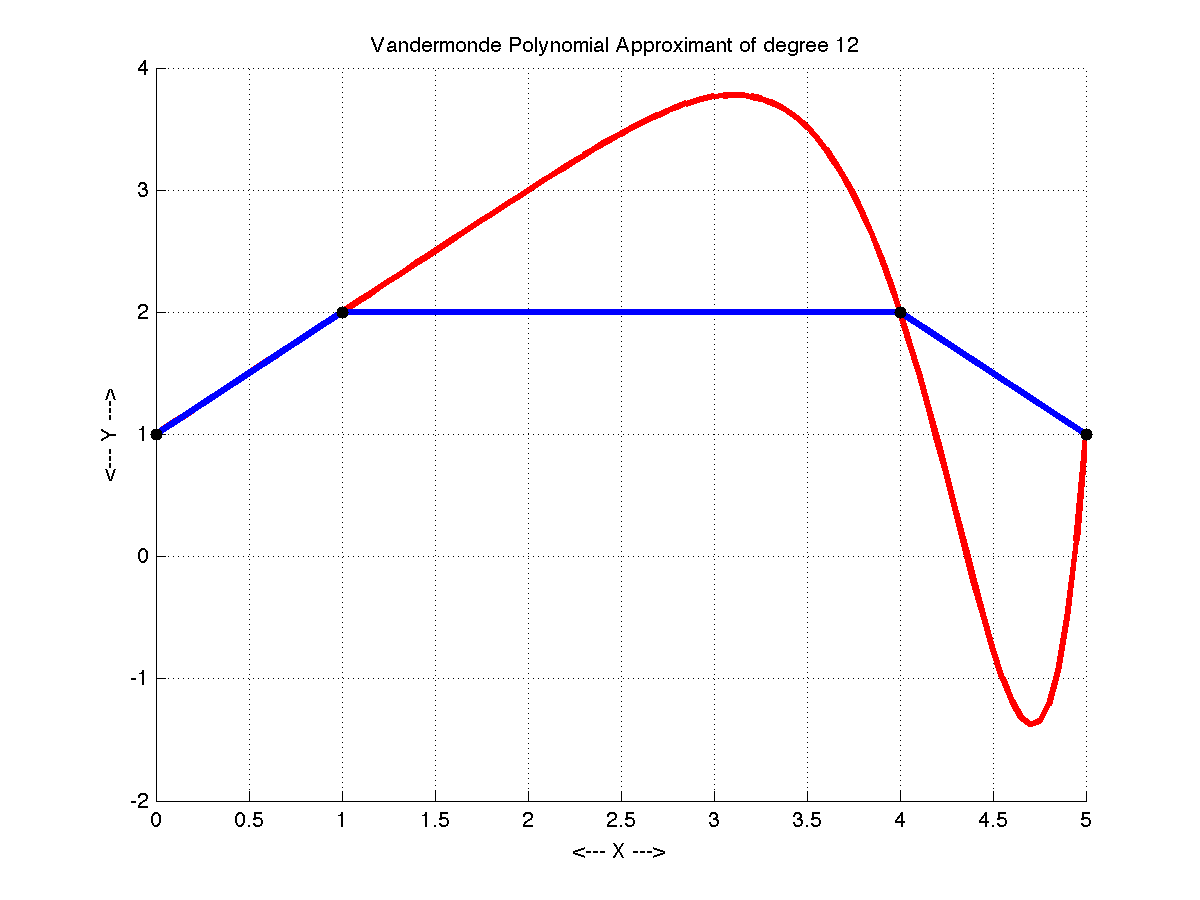 Vandermonde Polynomial Approximant of degree 12
4
3
2
1
0
-1
-2
<--- Y --->
0 0.5 1 1.5 2 2.5 3 3.5 4 4.5 5
<--- X --->